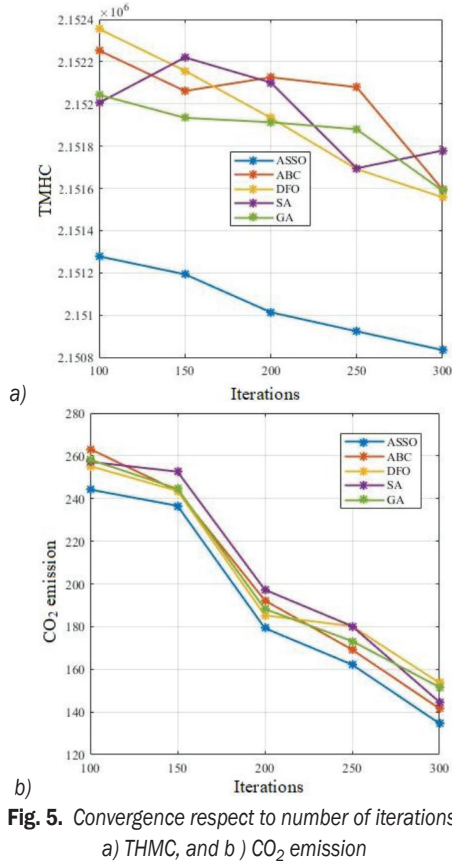 × 10⁶
2.1524
2.1522
2.152
2.1518
2.1516
2.1514
2.1512
2.151
2.1508
TMHC
ASSO
ABC
DFO
SA
GA
100 150 200 250 300
Iterations
a)
280
260
240
220
200
180
160
140
120
CO₂ emission
ASSO
ABC
DFO
SA
GA
100 150 200 250 300
Iterations
b)
Fig. 5. Convergence respect to number of iterations
a) THMC, and b ) CO₂ emission